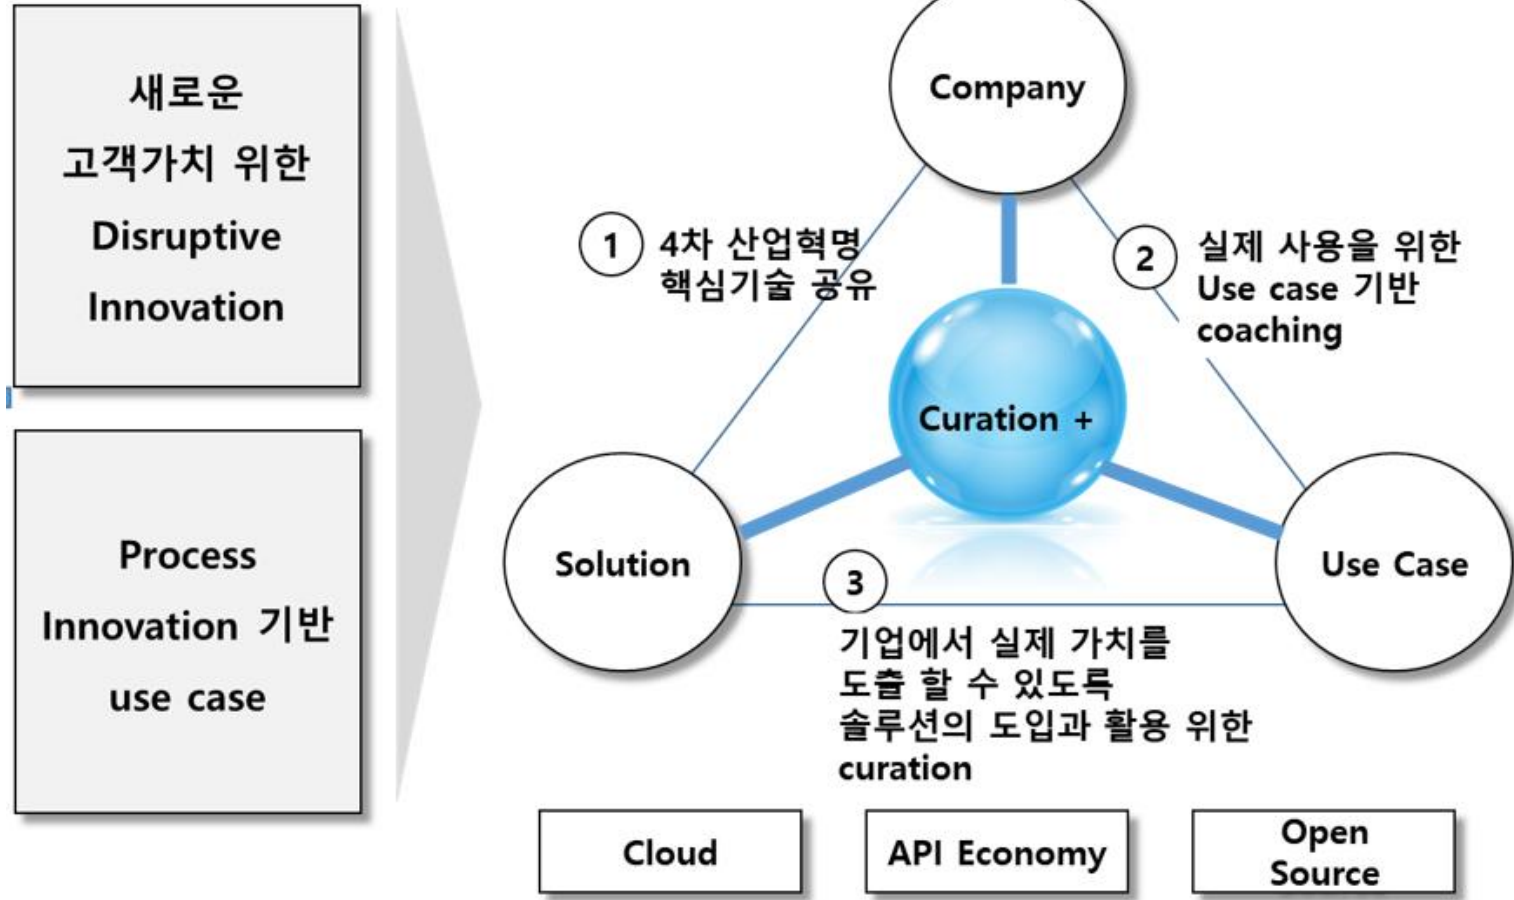 새로운
고객가치 위한
Disruptive
Innovation
Process
Innovation 기반
use case
Company
1
4차 산업혁명
핵심기술 공유
2
실제 사용을 위한
Use case 기반
coaching
Curation +
Solution
Use Case
3
기업에서 실제 가치를
도출 할 수 있도록
솔루션의 도입과 활용 위한
curation
Cloud
API Economy
Open
Source